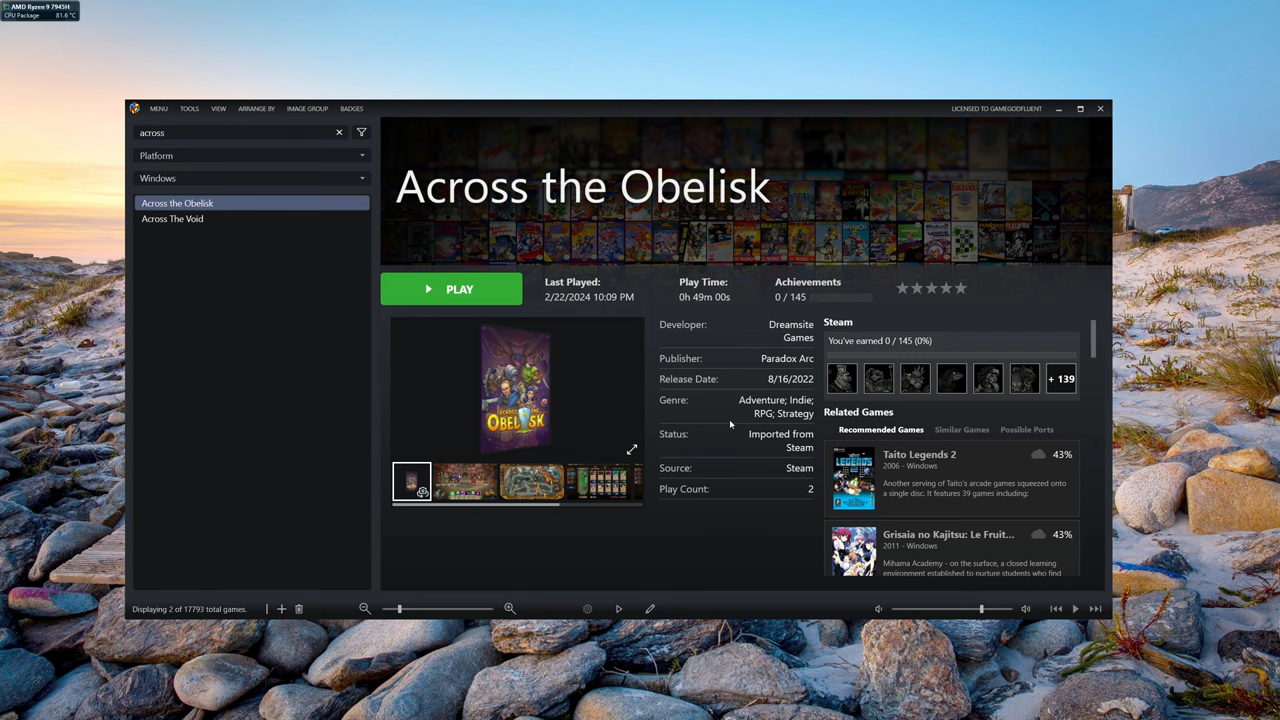 AMD Ryzen 9 7945H
CPU Package 81.6 °C
MENU TOOLS VIEW ARRANGE BY IMAGE GROUP BADGES LICENSED TO GAMEGODFLUENT
across
Platform
Windows
Across the Obelisk
Across The Void
Across the Obelisk
PLAY
Last Played:
2/22/2024 10:09 PM
Play Time:
0h 49m 00s
Achievements
0 / 145
ACROSS THE
OBELISK
Developer: Dreamsite
Games
Publisher: Paradox Arc
Release Date: 8/16/2022
Genre: Adventure; Indie;
RPG; Strategy
Status: Imported from
Steam
Source: Steam
Play Count: 2
Steam
You've earned 0 / 145 (0%)
+ 139
Related Games
Recommended Games Similar Games Possible Ports
LEGENDS
Taito Legends 2 43%
2006 - Windows
Another serving of Taito's arcade games squeezed onto
a single disc. It features 39 games including:
Grisaia no Kajitsu: Le Fruit... 43%
2011 - Windows
Mihama Academy - on the surface, a closed learning
environment established to nurture students who find
Displaying 2 of 17793 total games.